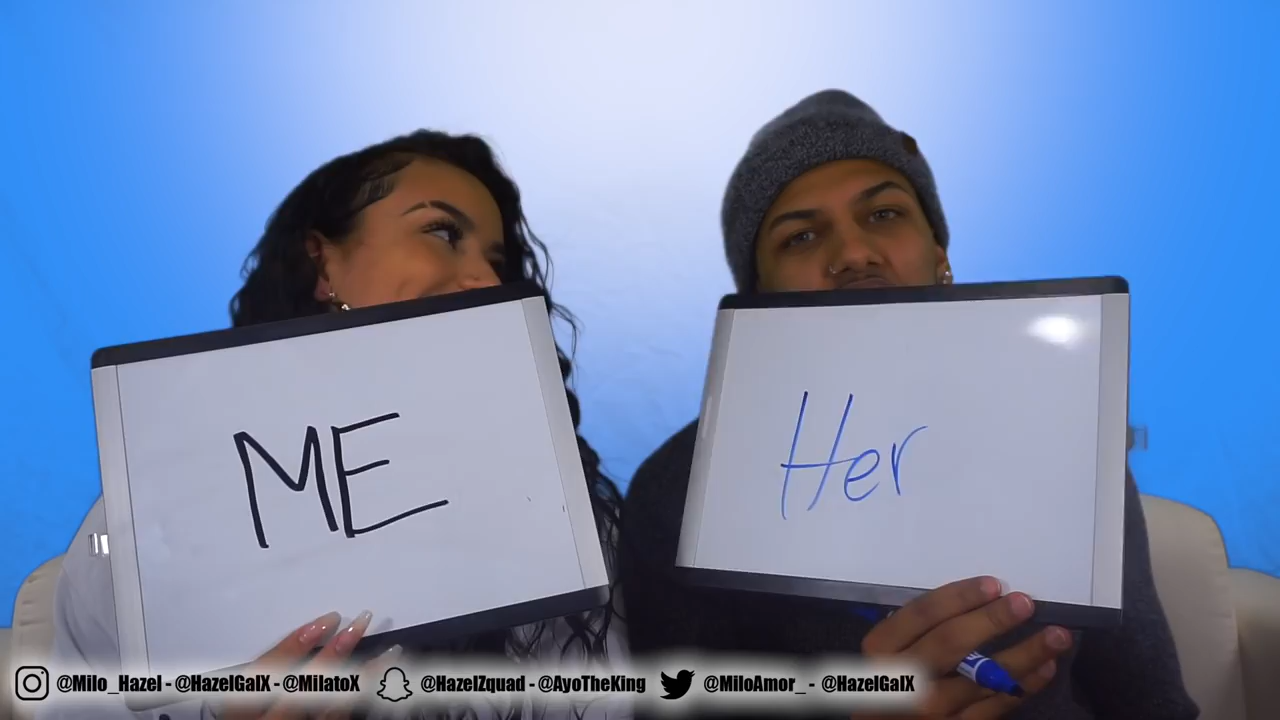 ME
Her
@Milo_Hazel - @HazelGalX - @MilatoX
@HazelZquad - @AyoTheKing
@MiloAmor_ - @HazelGalX